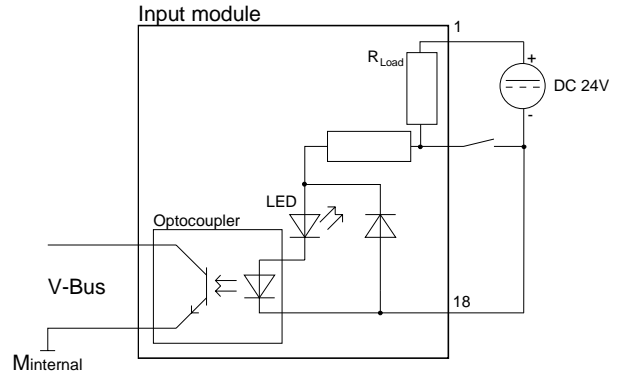 Input module
1
RLoad
+
DC 24V
-
LED
Optocoupler
V-Bus
18
Minternal